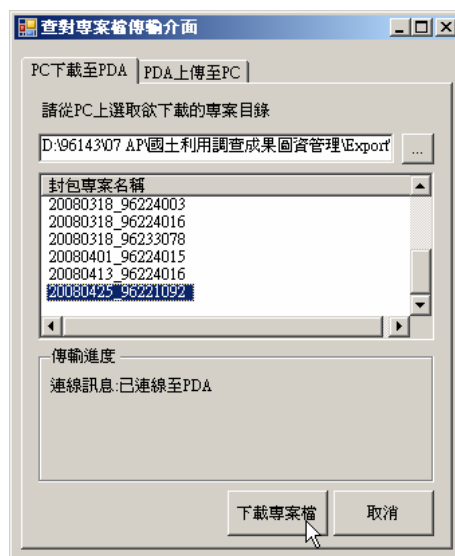 查對專案檔傳輸介面
PC下載至PDA
PDA上傳至PC
請從PC上選取欲下載的專案目錄
D:\96143\07 AP\國土利用調查成果圖資管理\Export\
...
封包專案名稱
20080318_96224003
20080318_96224016
20080318_96233078
20080401_96224015
20080413_96224016
20080425_96221092
傳輸進度
連線訊息:已連線至PDA
下載專案檔
取消